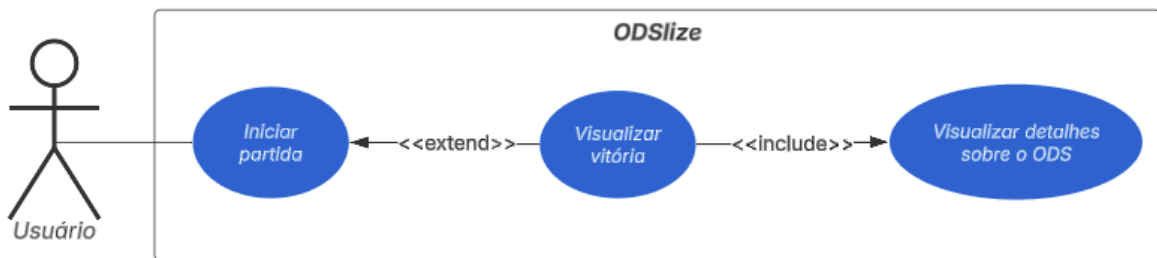 ODSlize
Iniciar
partida
<<extend>>
Visualizar
vitória
<<include>>
Visualizar detalhes
sobre o ODS
Usuário